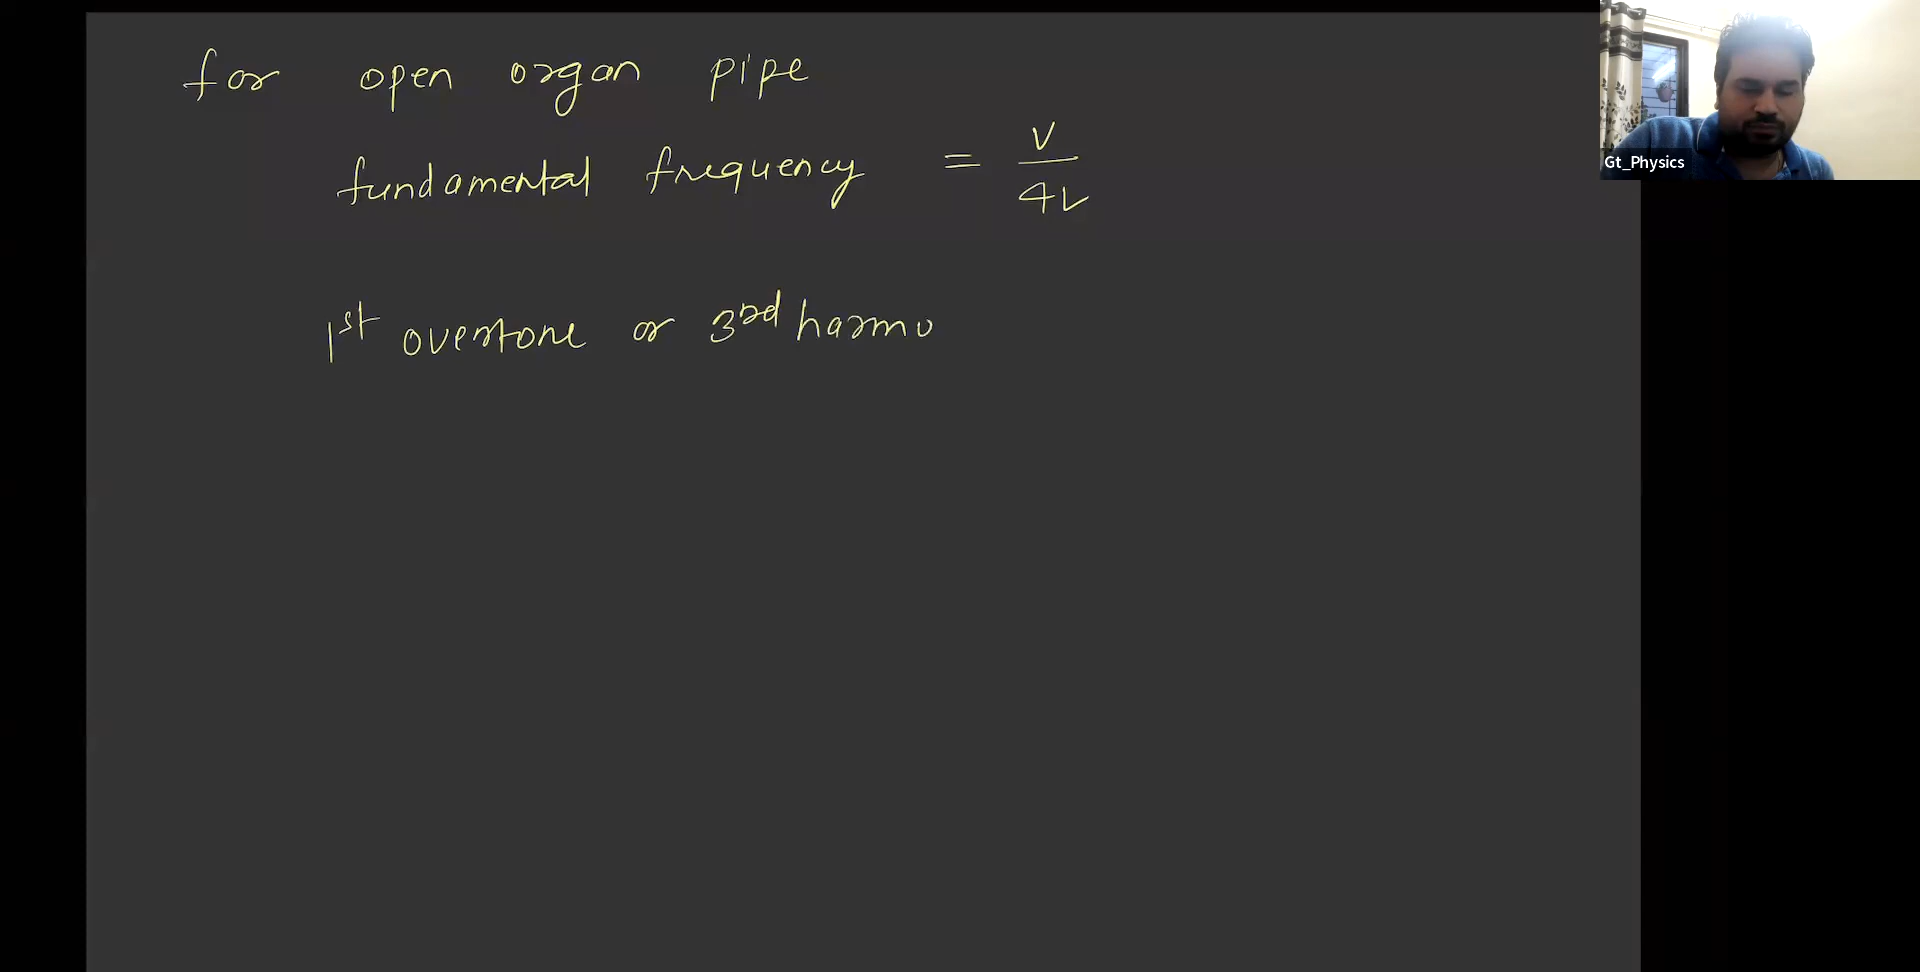 for open organ pipe
fundamental frequency = v/4L
1st overtone or 3rd harmo
Gt_Physics